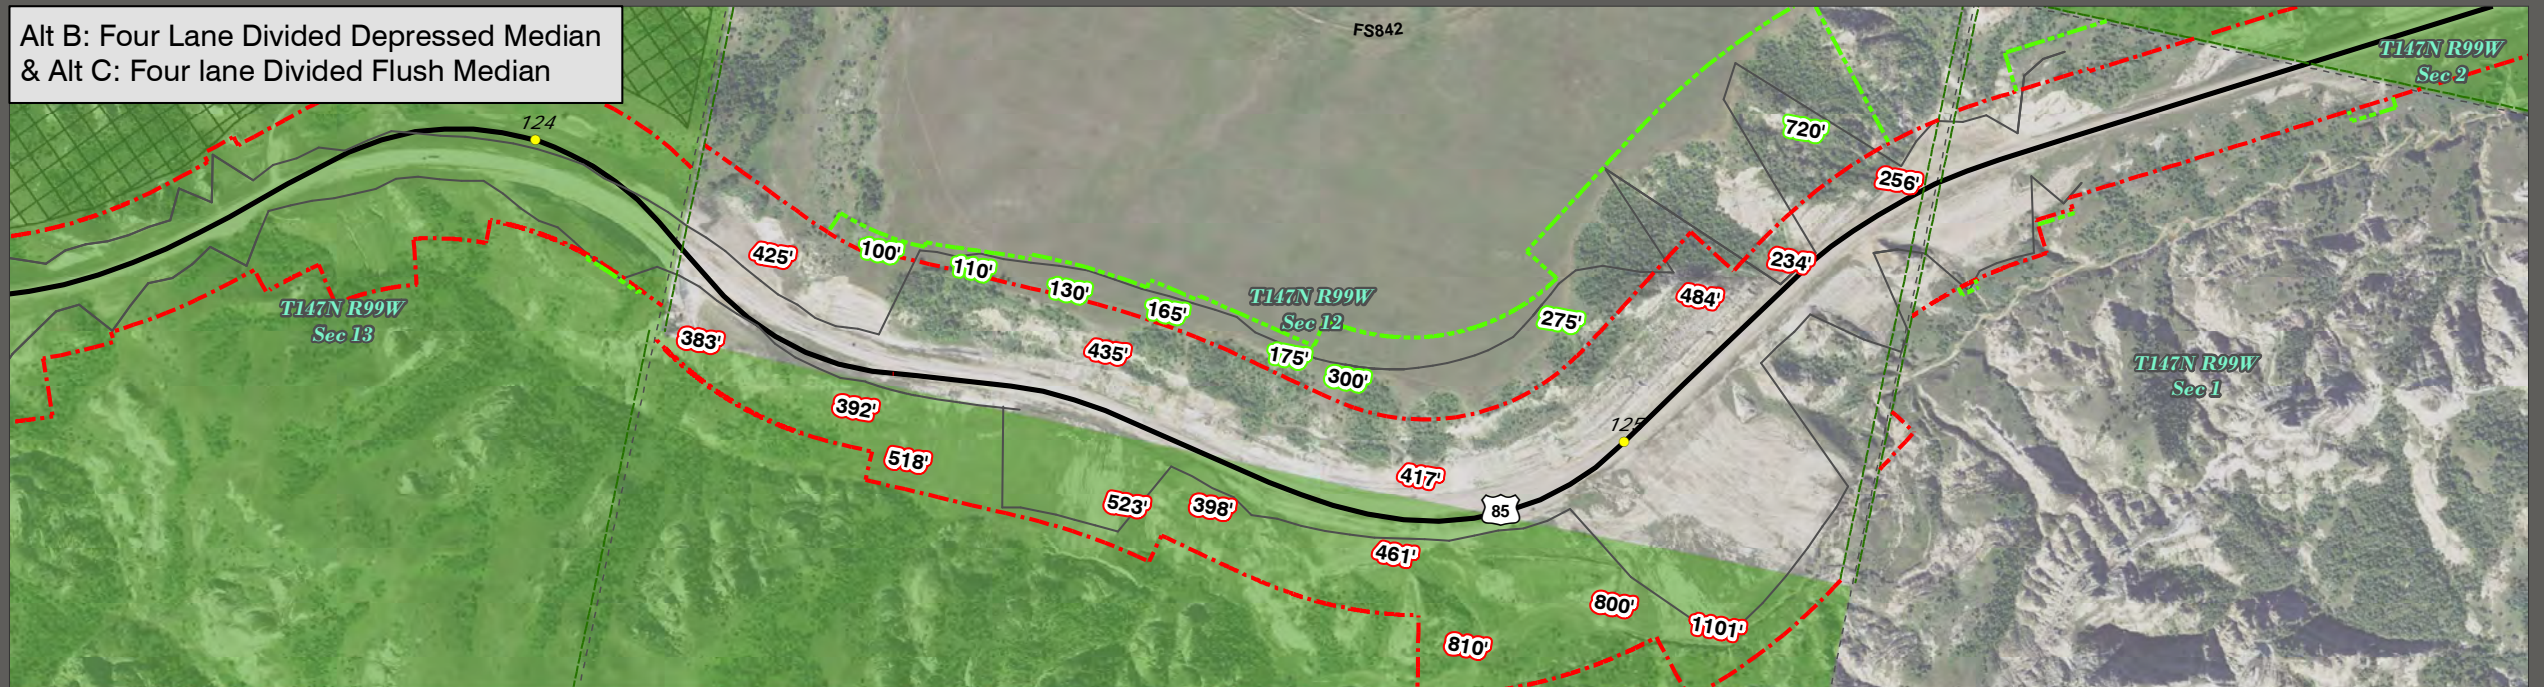 Alt B: Four Lane Divided Depressed Median
& Alt C: Four lane Divided Flush Median
FS842
T147N R99W
Sec 2
124
720'
256'
425'
100'
110'
130'
165'
T147N R99W
Sec 12
234'
484'
275'
T147N R99W
Sec 13
383'
435'
175'
300'
T147N R99W
Sec 1
392'
125
518'
417'
523'
398'
85
461'
800'
1101'
810'